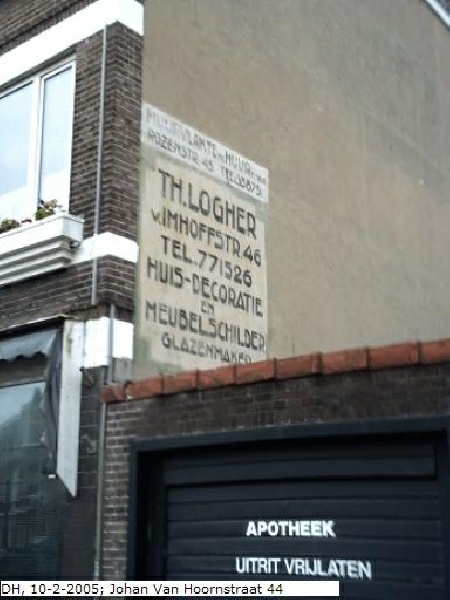 TH. LOGHER
v. IMHOFFSTR. 46
TEL. 771526
HUIS-DECORATIE
EN
MEUBELSCHILDER
GLAZENMAKER
APOTHEEK
UITRIT VRIJLATEN
DH, 10-2-2005; Johan Van Hoornstraat 44